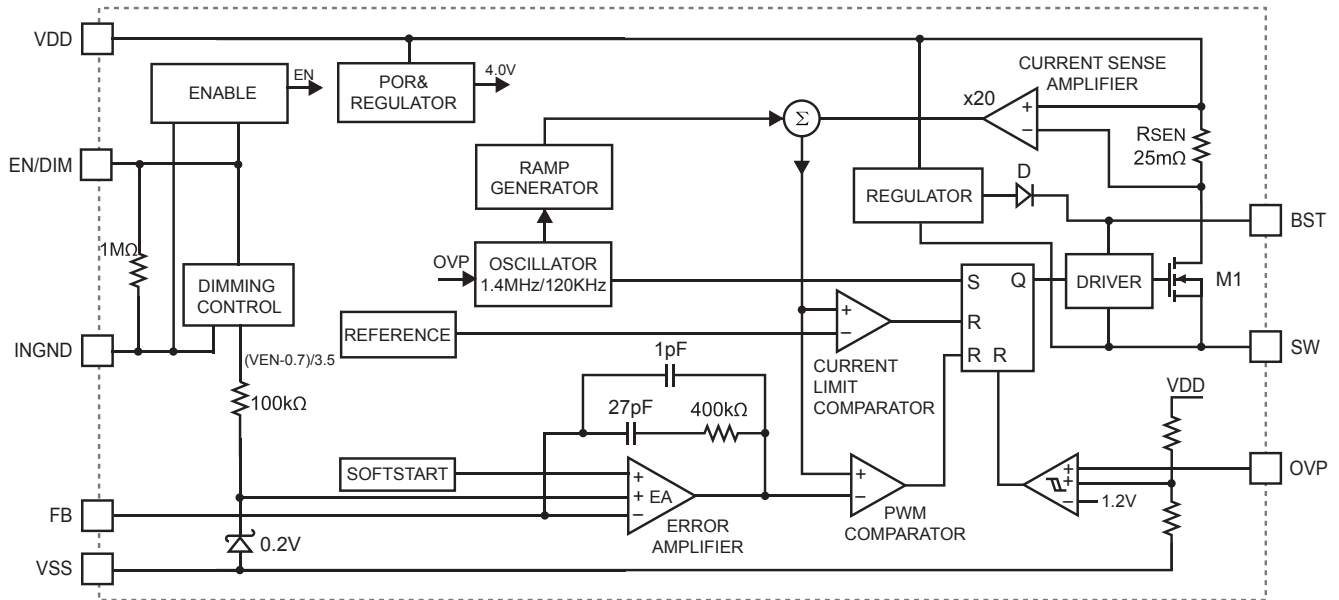 VDD
EN/DIM
INGND
FB
VSS
ENABLE
EN
POR&
REGULATOR
4.0V
1MΩ
DIMMING
CONTROL
(VEN-0.7)/3.5
100kΩ
0.2V
RAMP
GENERATOR
OVP
OSCILLATOR
1.4MHz/120KHz
REFERENCE
SOFTSTART
1pF
27pF
400kΩ
+
+
−
EA
ERROR
AMPLIFIER
Σ
x20
CURRENT SENSE
AMPLIFIER
+
−
RSEN
25mΩ
REGULATOR
D
+
−
CURRENT
LIMIT
COMPARATOR
+
−
PWM
COMPARATOR
S
Q
R
R R
DRIVER
M1
VDD
+
+
−
1.2V
BST
SW
OVP